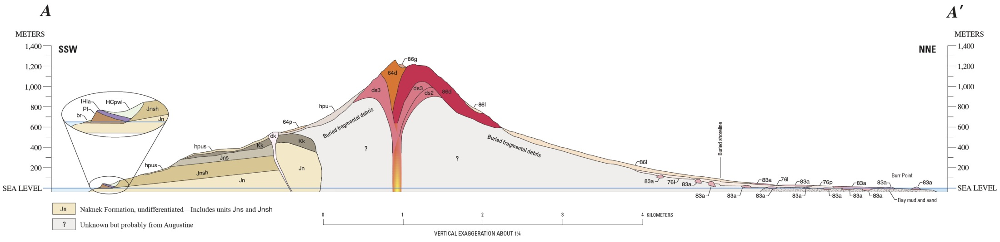 A
A′
METERS
METERS
1,400
SSW
NNE
1,400
1,200
86g
1,200
64d
1,000
ds3
ds3
ds2
86d
1,000
IHla
HCpwl
Pl
Jnsh
br
Jn
800
hpu
86l
800
Buried fragmental debris
64p
600
dk
Buried fragmental debris
Buried shoreline
600
400
hpus
Kk
Kk
?
?
400
Jns
hpus
86l
200
Jnsh
Jn
Jn
200
83a
76l
83a
83a
76l
83a
76p
83a
83a
Burr Point
83a
SEA LEVEL
SEA LEVEL
83a
83a
83a
83a
83a
83a
83a
Bay mud and sand
Jn
Naknek Formation, undifferentiated—Includes units Jns and Jnsh
?
Unknown but probably from Augustine
0
1
2
3
4 KILOMETERS
VERTICAL EXAGGERATION ABOUT 1¼